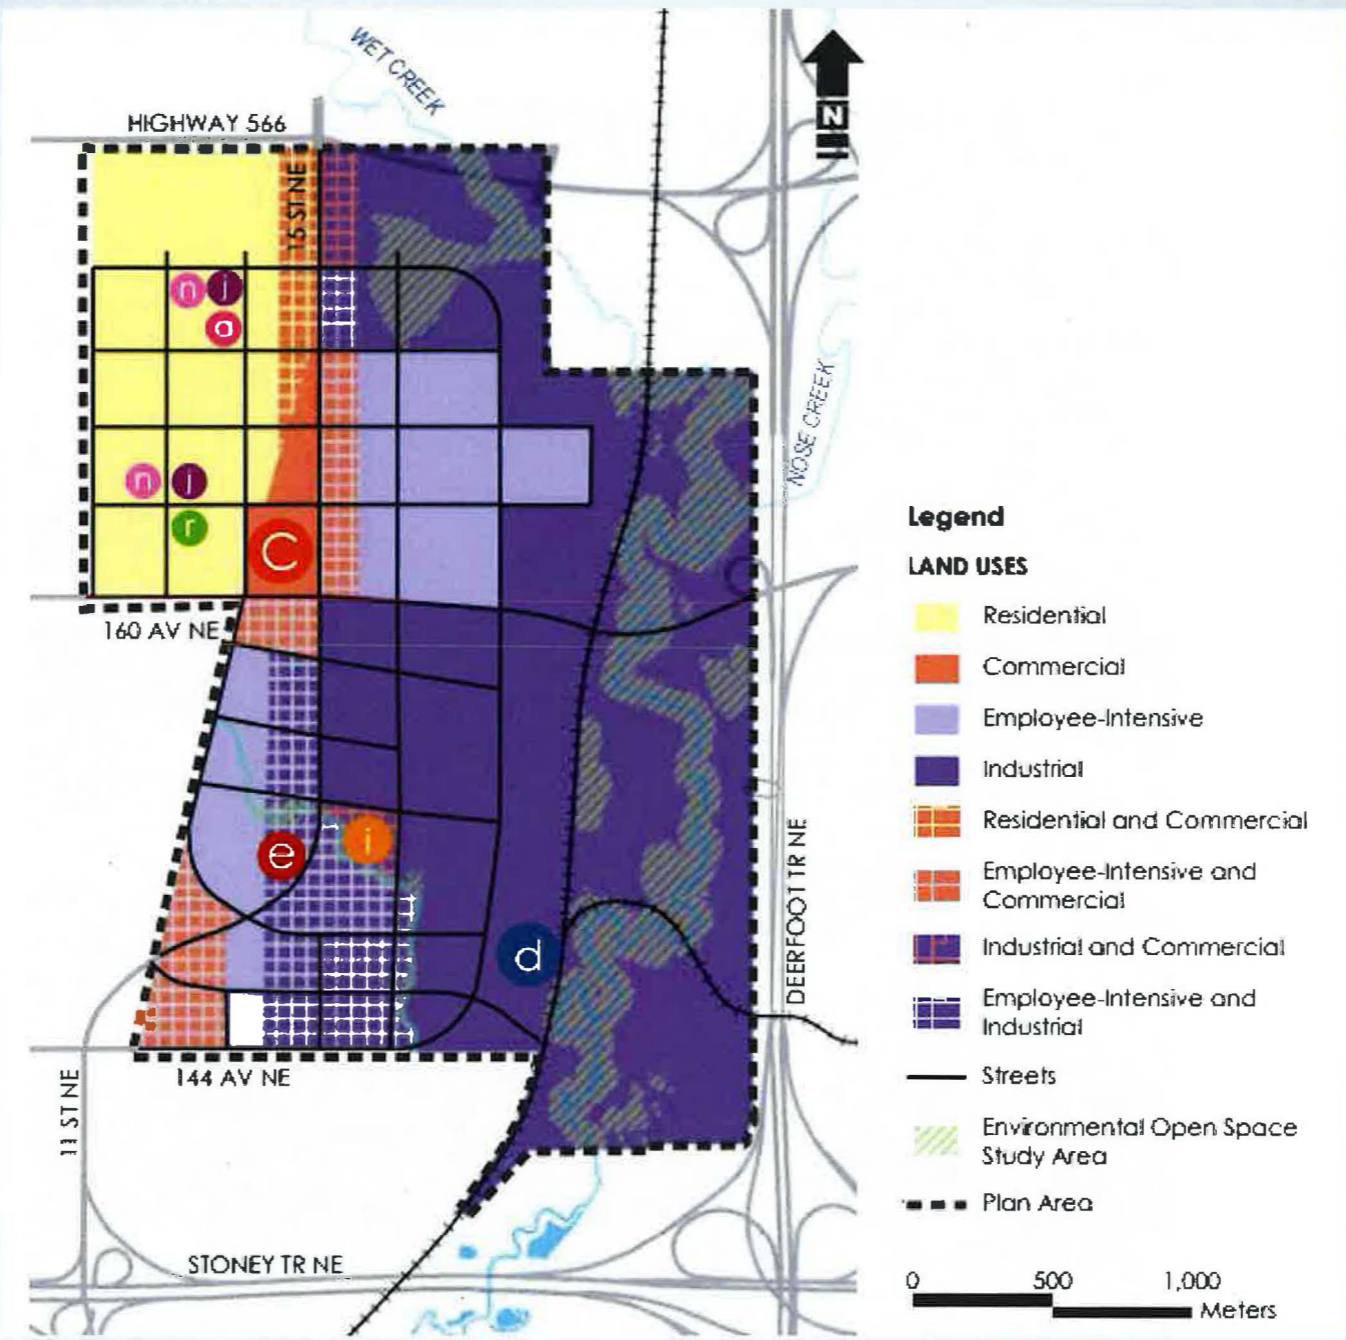 WET CREEK
HIGHWAY 566
N
15 ST NE
n j
a
NOSE CREEK
n j
r
C
160 AV NE
e i
d
DEERFOOT TR NE
144 AV NE
11 ST NE
STONEY TR NE
Legend
LAND USES
Residential
Commercial
Employee-Intensive
Industrial
Residential and Commercial
Employee-Intensive and
Commercial
Industrial and Commercial
Employee-Intensive and
Industrial
Streets
Environmental Open Space
Study Area
Plan Area
0 500 1,000
Meters